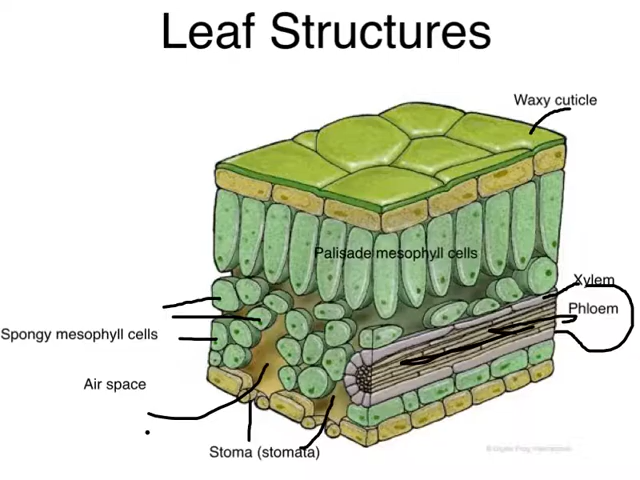 Leaf Structures
Waxy cuticle
Palisade mesophyll cells
Xylem
Phloem
Spongy mesophyll cells
Air space
Stoma (stomata)